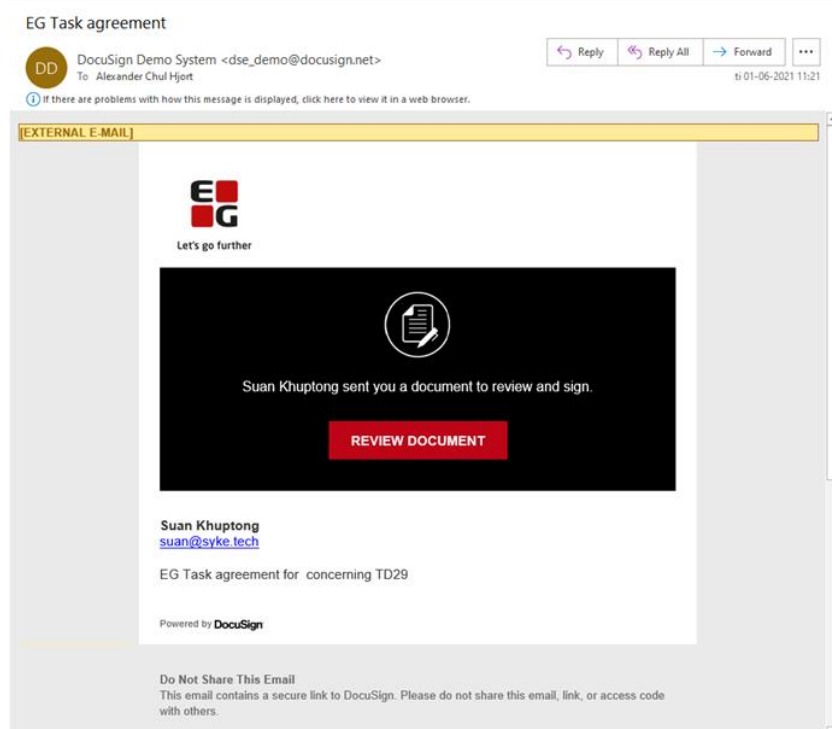 EG Task agreement
DD
DocuSign Demo System <dse_demo@docusign.net>
To Alexander Chul Hjort
Reply
Reply All
Forward
ti 01-06-2021 11:21
If there are problems with how this message is displayed, click here to view it in a web browser.
[EXTERNAL E-MAIL]
E
G
Let's go further
Suan Khuptong sent you a document to review and sign.
REVIEW DOCUMENT
Suan Khuptong
suan@syke.tech
EG Task agreement for concerning TD29
Powered by DocuSign
Do Not Share This Email
This email contains a secure link to DocuSign. Please do not share this email, link, or access code
with others.